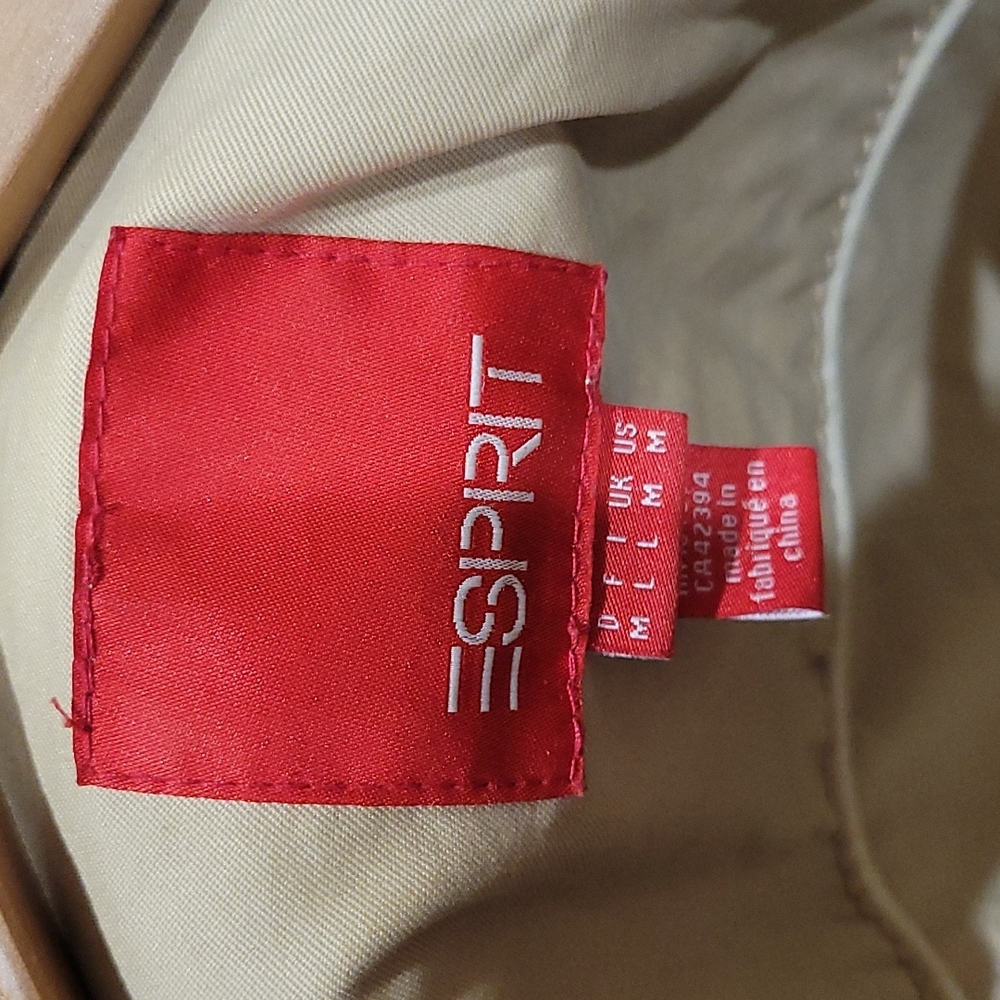 ESPRIT
D F I UK US
M L L M M
CA42394
made in
fabriqué en
china